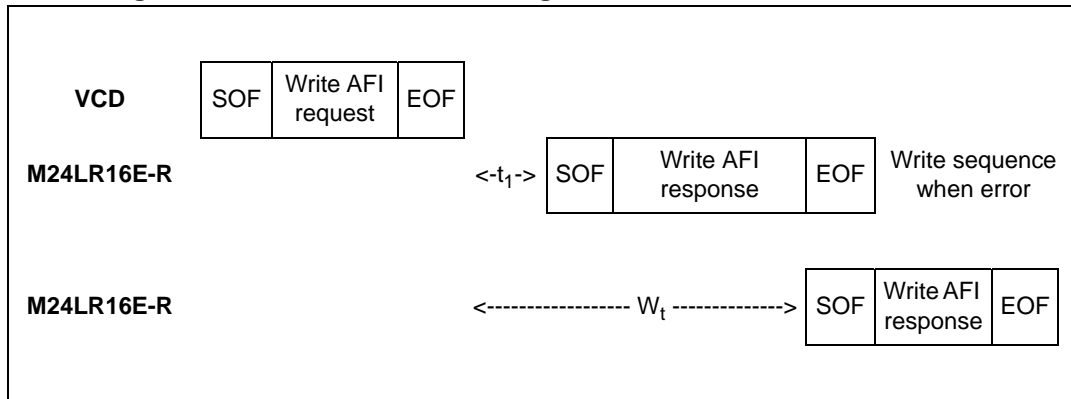 VCD SOF Write AFI request EOF
M24LR16E-R <-t1-> SOF Write AFI response EOF Write sequence when error
M24LR16E-R <------------------ Wt --------------> SOF Write AFI response EOF